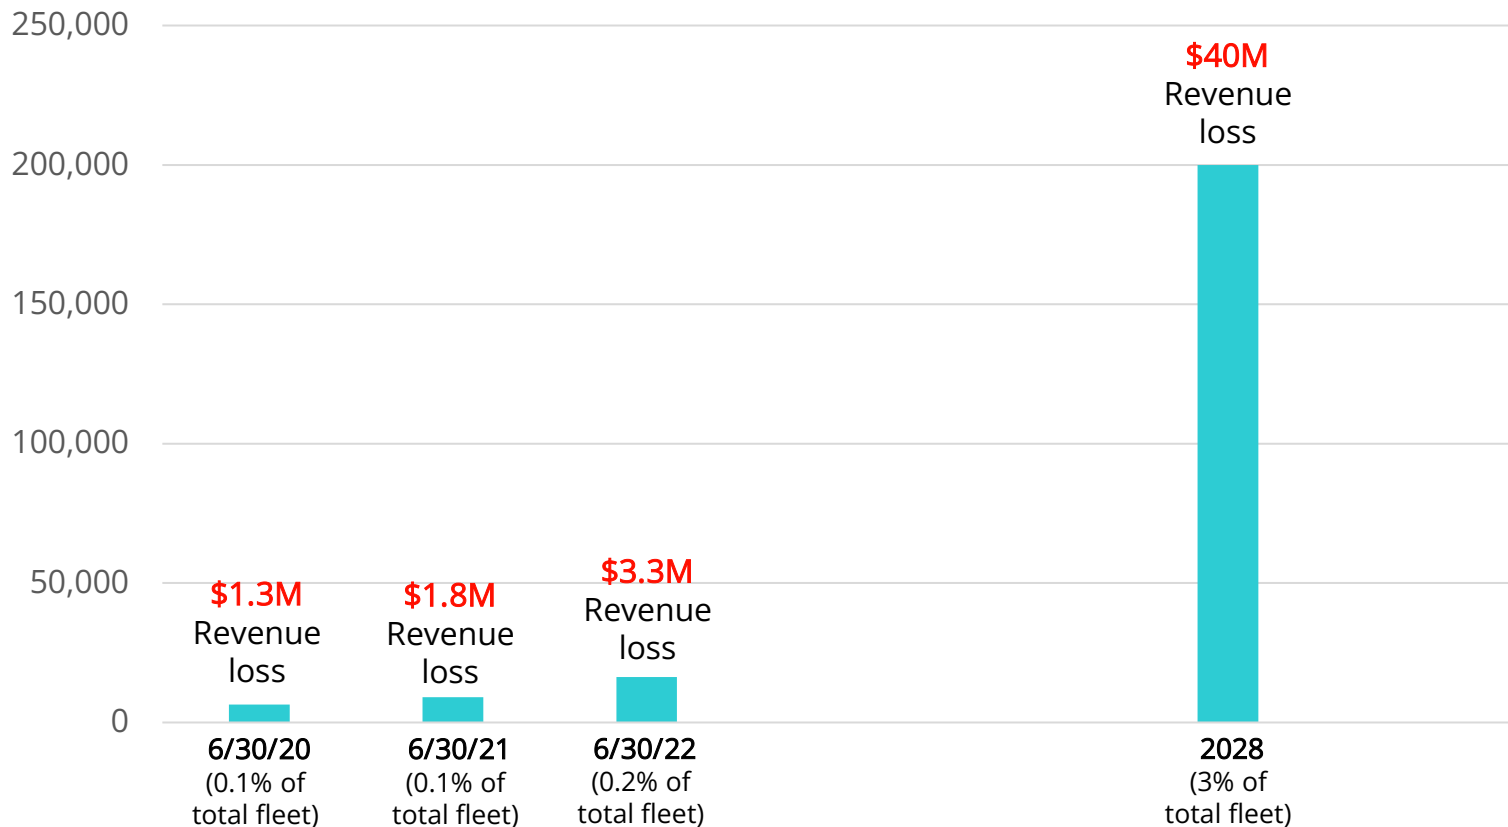 250,000
200,000
150,000
100,000
50,000
0
$1.3M
Revenue
loss
$1.8M
Revenue
loss
$3.3M
Revenue
loss
$40M
Revenue
loss
6/30/20
(0.1% of
total fleet)
6/30/21
(0.1% of
total fleet)
6/30/22
(0.2% of
total fleet)
2028
(3% of
total fleet)